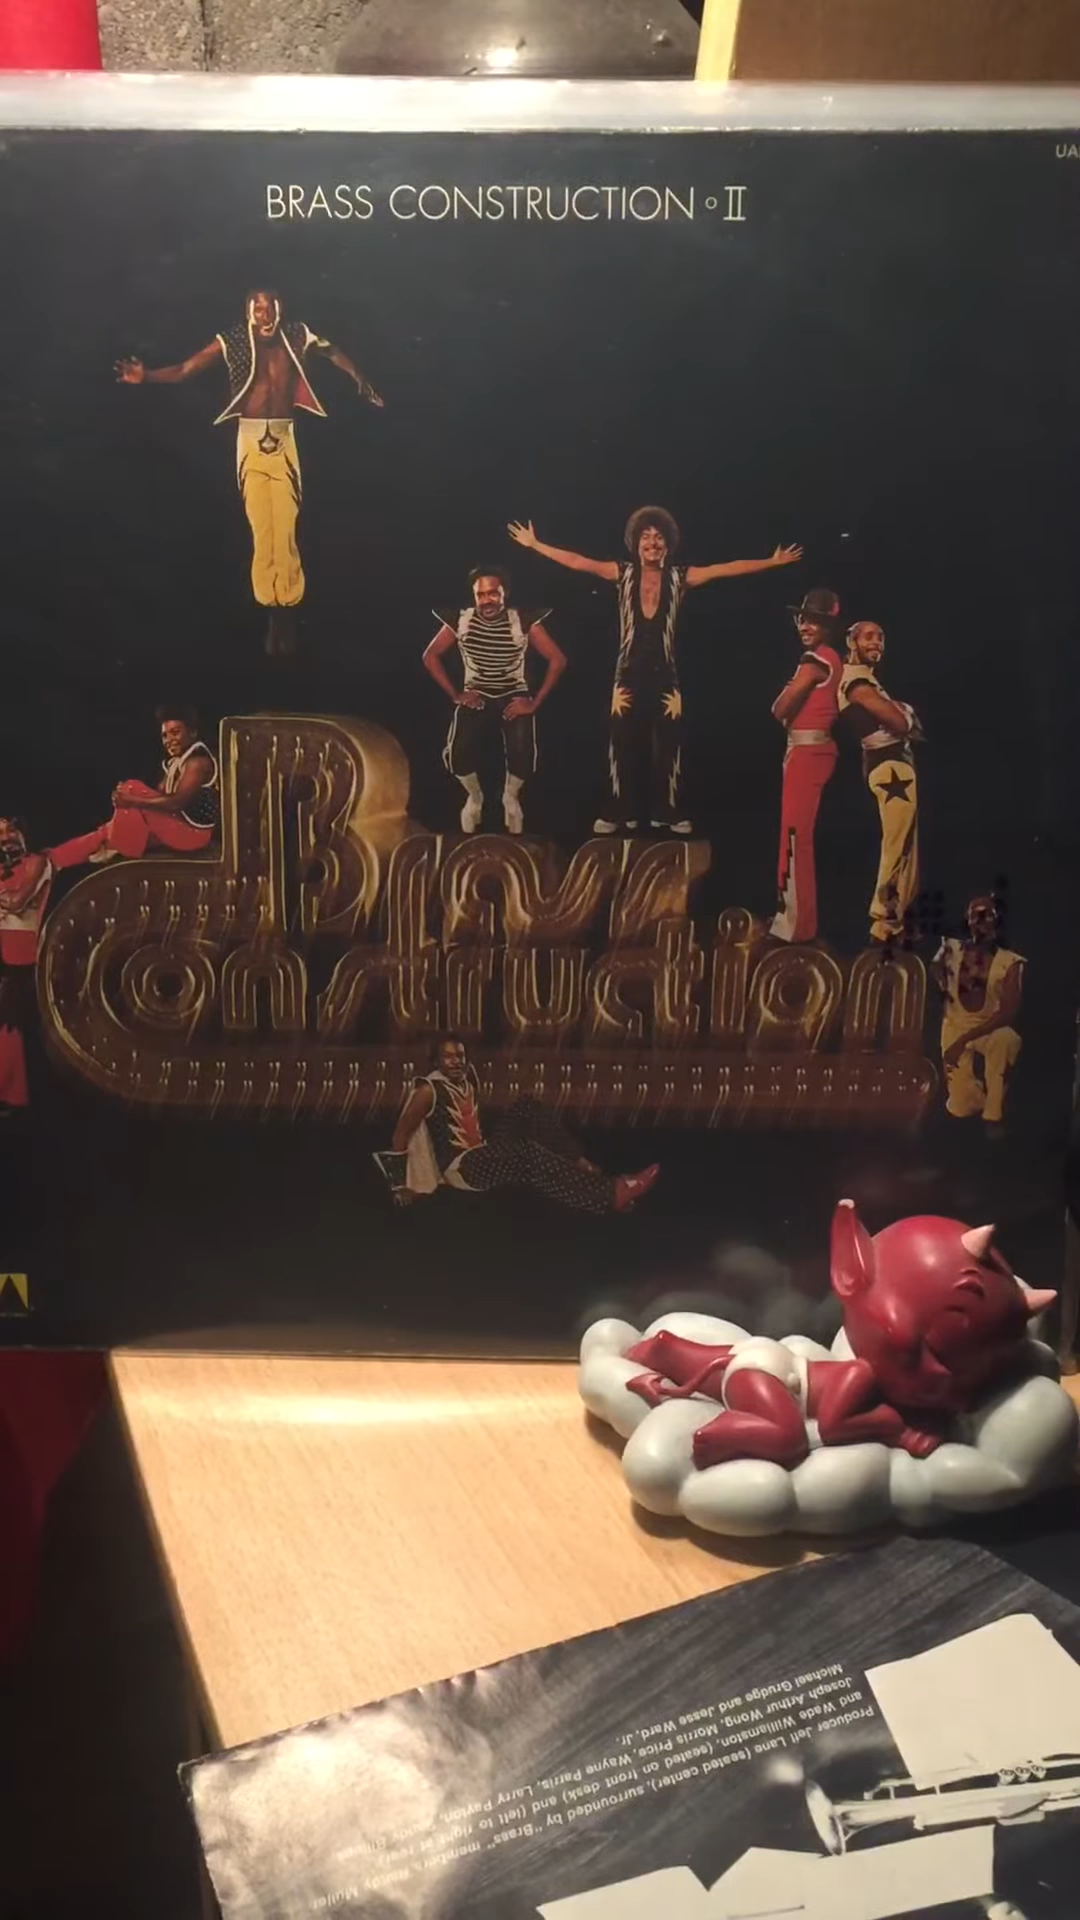 UA
BRASS CONSTRUCTION ∘ II
Brass
Construction
Producer Jeff Lane (seated center), surrounded by "Brass" members Randy Muller
and Wade Williamston, (seated on front desk) and (left to right at rear)
Joseph Arthur Wong, Morris Price, Wayne Parris, Larry Payton,
Michael Grudge and Jesse Ward, Jr.